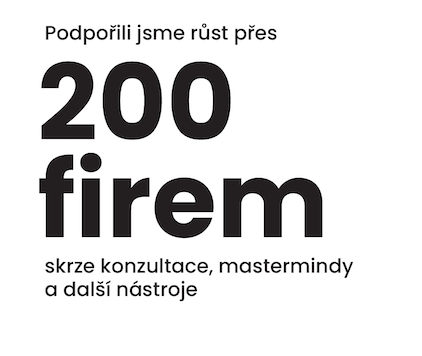 Podpořili jsme růst přes
200
firem
skrze konzultace, mastermindy
a další nástroje